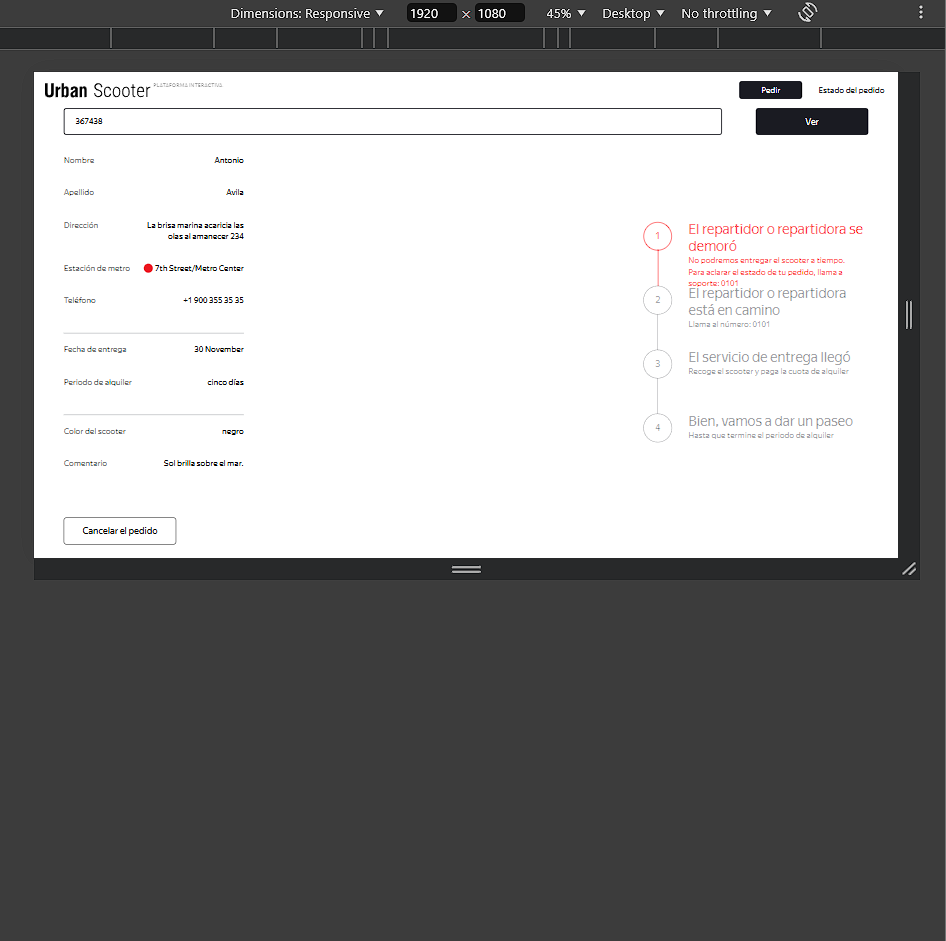 Dimensions: Responsive 1920 × 1080 45% Desktop No throttling
Urban Scooter PLATAFORMA INTERACTIVA
Pedir Estado del pedido
367438 Ver
Nombre Antonio
Apellido Avila
Dirección La brisa marina acaricia las
olas al amanecer 234
Estación de metro 7th Street/Metro Center
Teléfono +1 900 355 35 35
Fecha de entrega 30 November
Periodo de alquiler cinco días
Color del scooter negro
Comentario Sol brilla sobre el mar.
Cancelar el pedido
1 El repartidor o repartidora se
demoró
No podremos entregar el scooter a tiempo.
Para aclarar el estado de tu pedido, llama a
soporte: 0101
2 El repartidor o repartidora
está en camino
Llama al número: 0101
3 El servicio de entrega llegó
Recoge el scooter y paga la cuota de alquiler
4 Bien, vamos a dar un paseo
Hasta que termine el periodo de alquiler